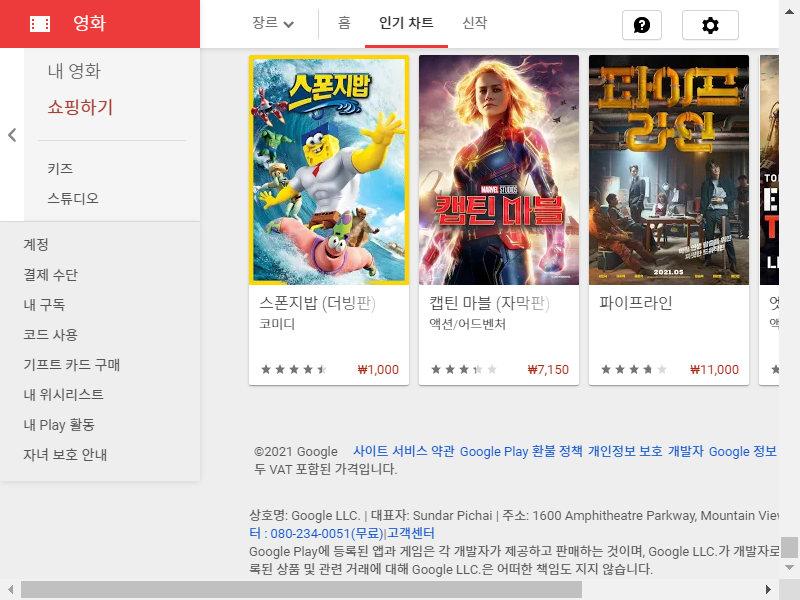 영화
장르
홈
인기 차트
신작
내 영화
쇼핑하기
키즈
스튜디오
계정
결제 수단
내 구독
코드 사용
기프트 카드 구매
내 위시리스트
내 Play 활동
자녀 보호 안내
스폰지밥
MARVEL STUDIOS
캡틴 마블
파이프라인
2021.05
스폰지밥 (더빙판)
코미디
₩1,000
캡틴 마블 (자막판)
액션/어드벤처
₩7,150
파이프라인
₩11,000
©2021 Google 사이트 서비스 약관 Google Play 환불 정책 개인정보 보호 개발자 Google 정보
두 VAT 포함된 가격입니다.
상호명: Google LLC. | 대표자: Sundar Pichai | 주소: 1600 Amphitheatre Parkway, Mountain View
터 : 080-234-0051(무료)|고객센터
Google Play에 등록된 앱과 게임은 각 개발자가 제공하고 판매하는 것이며, Google LLC.가 개발자로
록된 상품 및 관련 거래에 대해 Google LLC.은 어떠한 책임도 지지 않습니다.